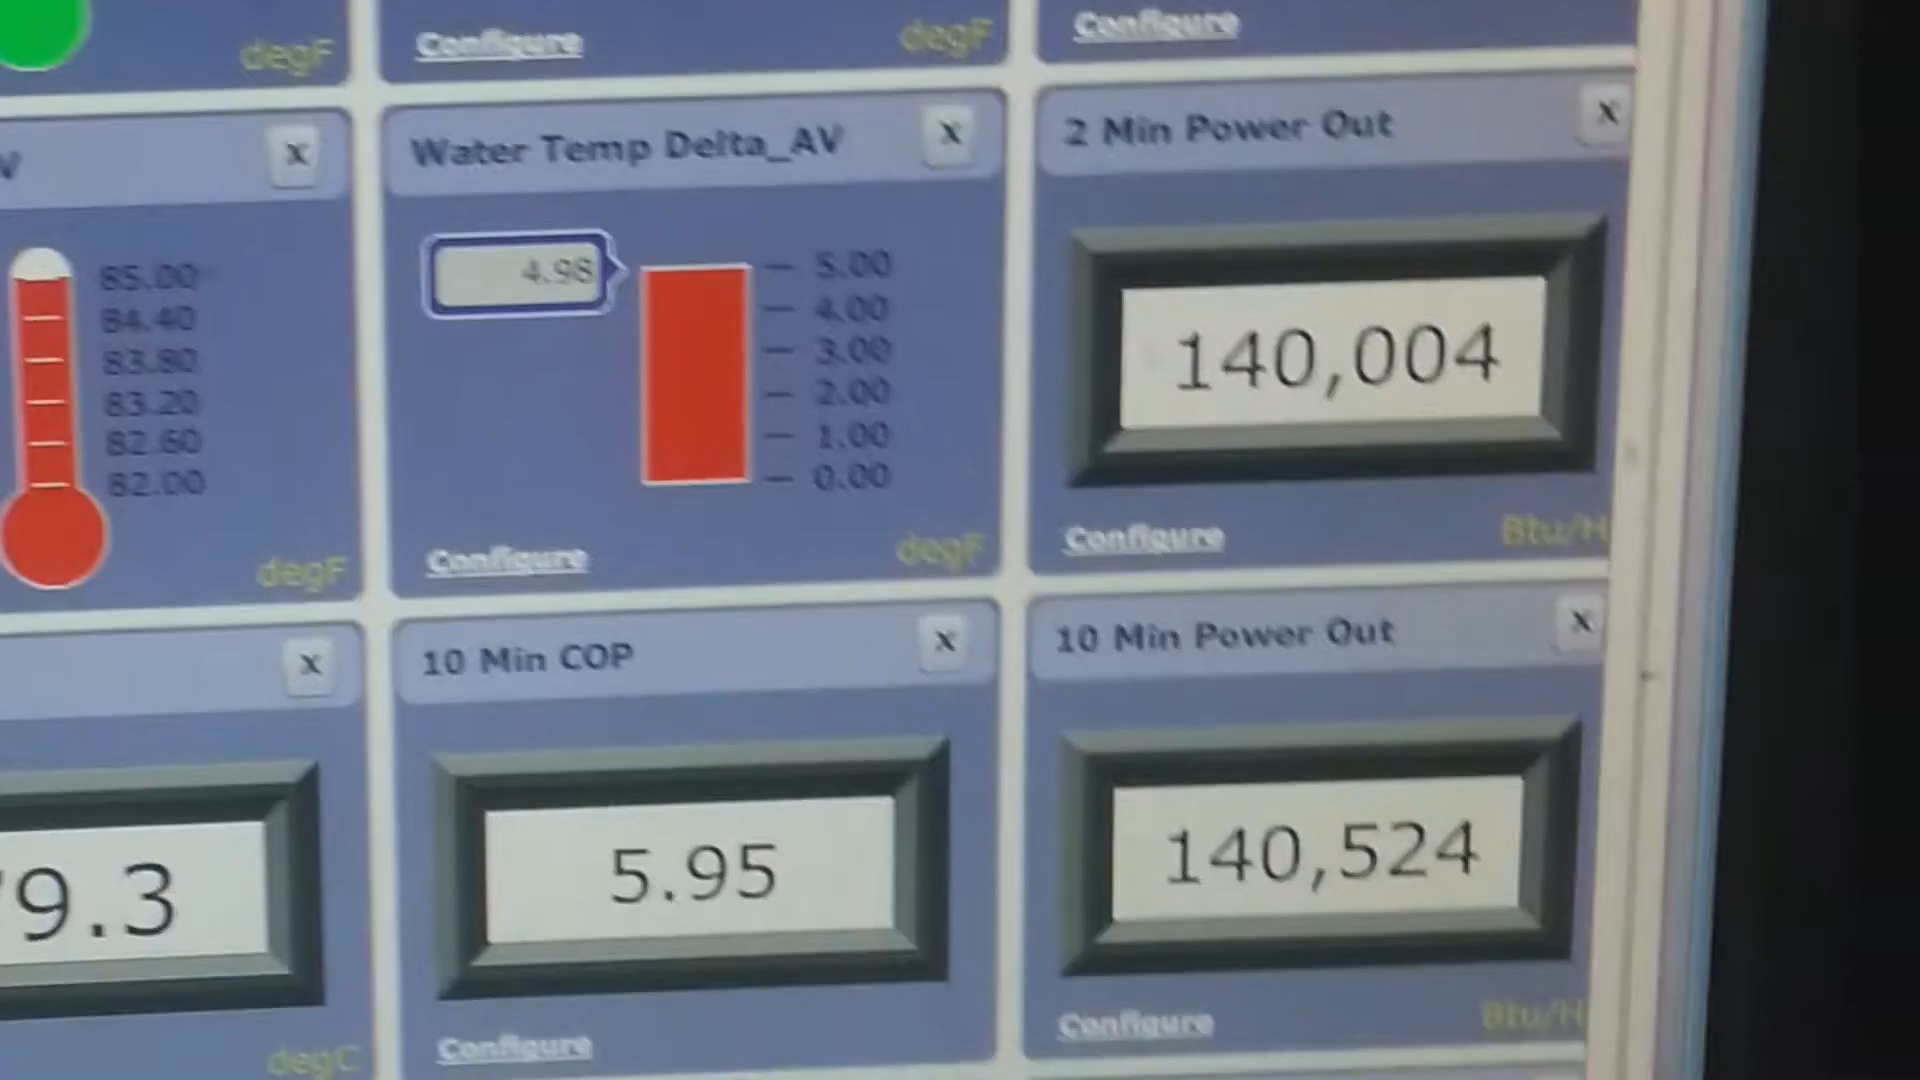 degF
Configure
degF
Configure
V
X
Water Temp Delta_AV
X
2 Min Power Out
X
85.00
84.40
83.80
83.20
82.60
82.00
degF
4.98
5.00
4.00
3.00
2.00
1.00
0.00
Configure
degF
140,004
Configure
Btu/H
X
10 Min COP
X
10 Min Power Out
X
9.3
degC
5.95
Configure
140,524
Configure
Btu/H